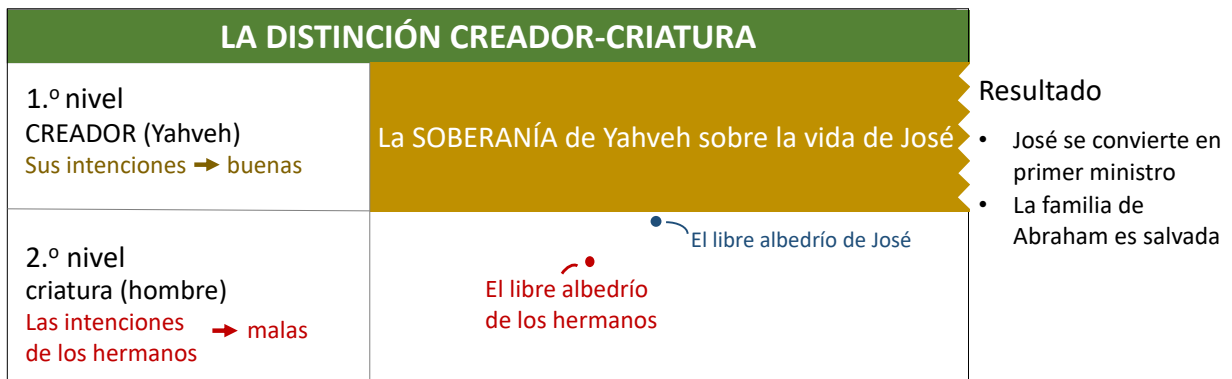 LA DISTINCIÓN CREADOR-CRIATURA
1.º nivel
CREADOR (Yahveh)
Sus intenciones → buenas
La SOBERANÍA de Yahveh sobre la vida de José
2.º nivel
criatura (hombre)
Las intenciones
de los hermanos → malas
El libre albedrío de José
El libre albedrío
de los hermanos
Resultado
• José se convierte en
primer ministro
• La familia de
Abraham es salvada